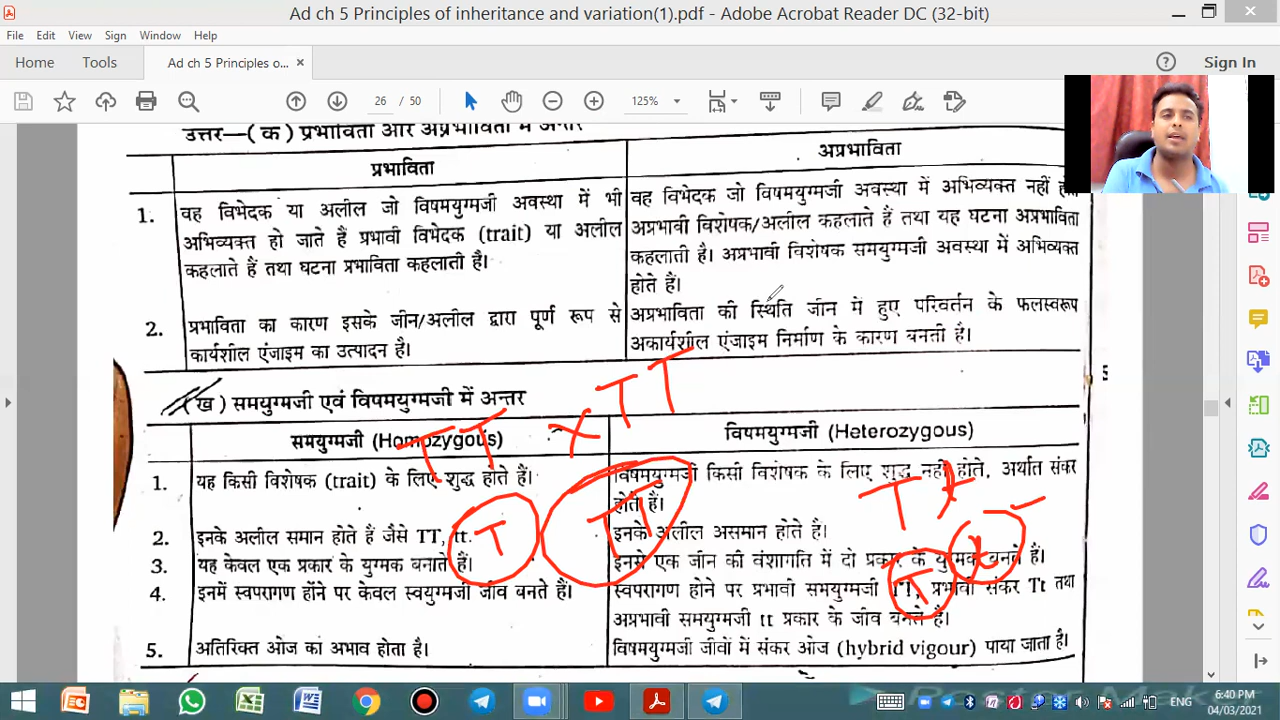 Ad ch 5 Principles of inheritance and variation(1).pdf - Adobe Acrobat Reader DC (32-bit)
File Edit View Sign Window Help
Home Tools Ad ch 5 Principles o... × Sign In
26 / 50 125%
उत्तर—(क) प्रभाविता और अप्रभाविता में अन्तर
प्रभाविता
अप्रभाविता
1. वह विभेदक या अलील जो विषमयुग्मजी अवस्था में भी
अभिव्यक्त हो जाते हैं प्रभावी विभेदक (trait) या अलील
कहलाते हैं तथा घटना प्रभाविता कहलाती है।
वह विभेदक जो विषमयुग्मजी अवस्था में अभिव्यक्त नहीं
अप्रभावी विशेषक/अलील कहलाते हैं तथा यह घटना अप्रभाविता
कहलाती है। अप्रभावी विशेषक समयुग्मजी अवस्था में अभिव्यक्त
होते हैं।
2. प्रभाविता का कारण इसके जीन/अलील द्वारा पूर्ण रूप से
कार्यशील एंजाइम का उत्पादन है।
अप्रभाविता की स्थिति जीन में हुए परिवर्तन के फलस्वरूप
अकार्यशील एंजाइम निर्माण के कारण बनती है।
5
(ख) समयुग्मजी एवं विषमयुग्मजी में अन्तर
TT × TT
समयुग्मजी (Homozygous)
विषमयुग्मजी (Heterozygous)
1. यह किसी विशेषक (trait) के लिए शुद्ध होते हैं।
विषमयुग्मजी किसी विशेषक के लिए शुद्ध नहीं होते, अर्थात संकर
होते हैं।
2. इनके अलील समान होते हैं जैसे TT, tt.
इनके अलील असमान होते हैं।
3. यह केवल एक प्रकार के युग्मक बनाते हैं।
इनसे एक जीन की वंशागति में दो प्रकार के युग्मक बनते हैं।
4. इनमें स्वपरागण होने पर केवल स्वयुग्मजी जीव बनते हैं।
स्वपरागण होने पर प्रभावी समयुग्मजी TT, प्रभावी संकर Tt तथा
अप्रभावी समयुग्मजी tt प्रकार के जीव बनते हैं।
5. अतिरिक्त ओज का अभाव होता है।
विषमयुग्मजी जीवों में संकर ओज (hybrid vigour) पाया जाता है।
T
TT
Tt
T
t
ENG
6:40 PM
04/03/2021